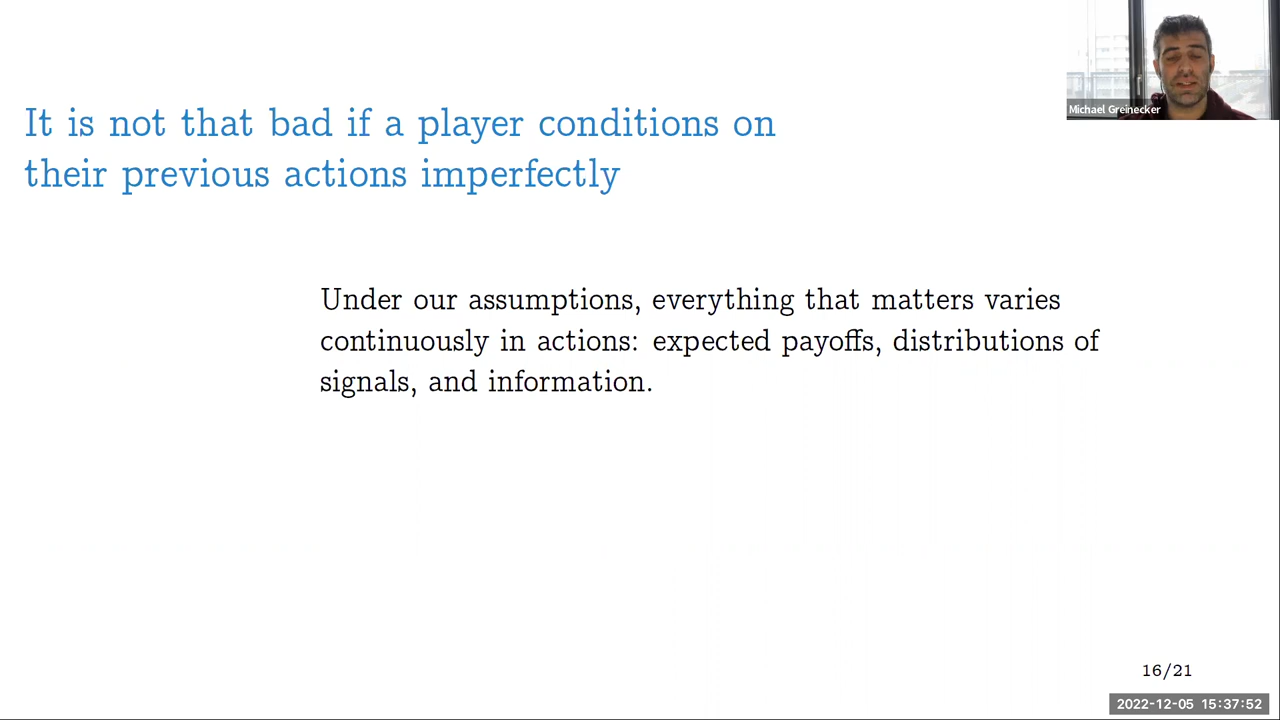 Michael Greinecker
It is not that bad if a player conditions on
their previous actions imperfectly
Under our assumptions, everything that matters varies
continuously in actions: expected payoffs, distributions of
signals, and information.
16/21
2022-12-05 15:37:52